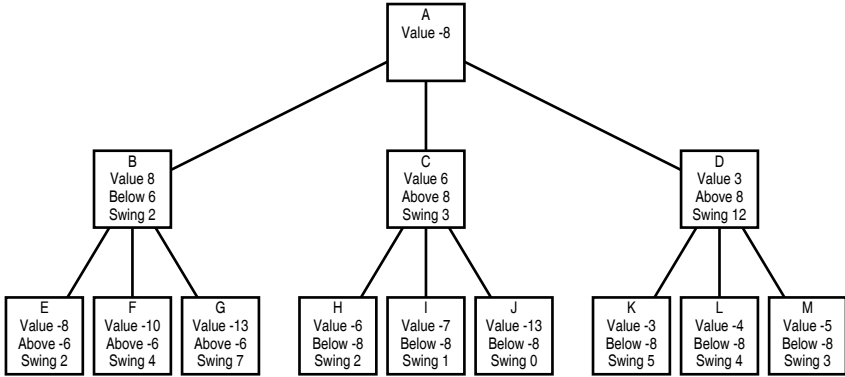 A
Value -8
B
Value 8
Below 6
Swing 2
C
Value 6
Above 8
Swing 3
D
Value 3
Above 8
Swing 12
E
Value -8
Above -6
Swing 2
F
Value -10
Above -6
Swing 4
G
Value -13
Above -6
Swing 7
H
Value -6
Below -8
Swing 2
I
Value -7
Below -8
Swing 1
J
Value -13
Below -8
Swing 0
K
Value -3
Below -8
Swing 5
L
Value -4
Below -8
Swing 4
M
Value -5
Below -8
Swing 3